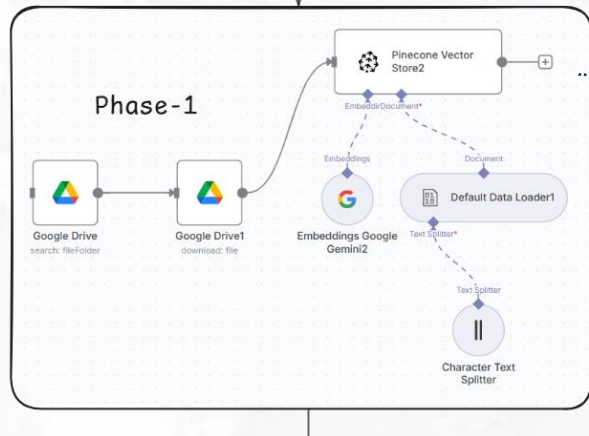 Phase-1
Pinecone Vector
Store2
Embeddin
Document*
Embeddings
Document
Google Drive
search: fileFolder
Google Drive1
download: file
Embeddings Google
Gemini2
Default Data Loader1
Text Splitter*
Text Splitter
Character Text
Splitter